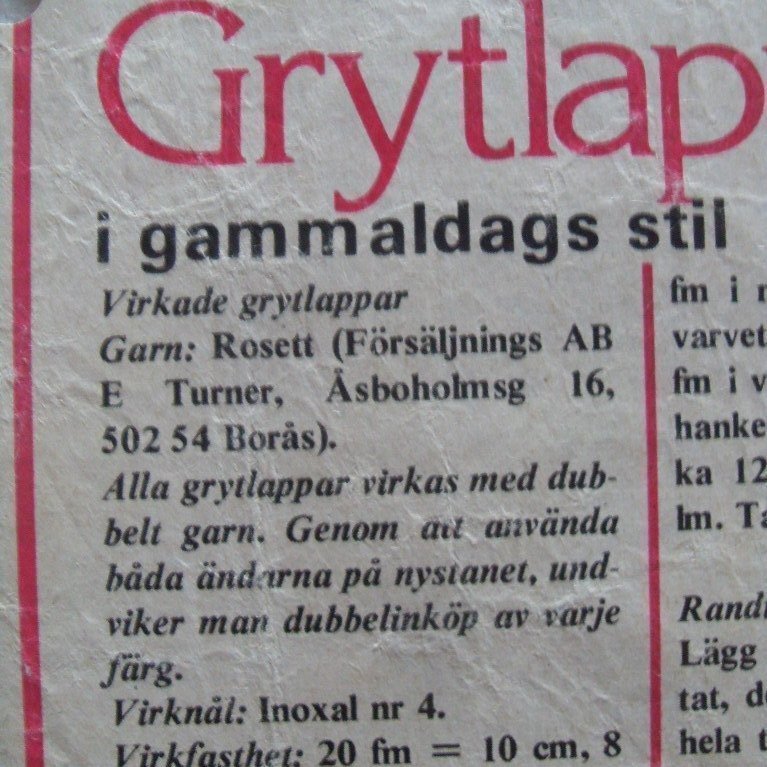 Grytlapp
i gammaldags stil
Virkade grytlappar
Garn: Rosett (Försäljnings AB
E Turner, Åsboholmsg 16,
502 54 Borås).
Alla grytlappar virkas med dub-
belt garn. Genom att använda
båda ändarna på nystanet, und-
viker man dubbelinköp av varje
färg.
Virknål: Inoxal nr 4.
Virkfasthet: 20 fm = 10 cm, 8
fm i
varvet
fm i v
hanke
ka 12
lm. Ta
Randi
Lägg
tat, de
hela t